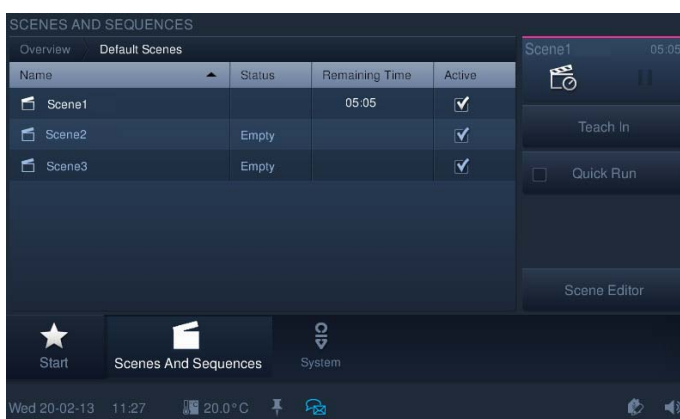 SCENES AND SEQUENCES
Overview Default Scenes
Name Status Remaining Time Active
Scene1 05:05
Scene2 Empty
Scene3 Empty
Scene1 05:05
Teach In
Quick Run
Scene Editor
Start Scenes And Sequences System
Wed 20-02-13 11:27 20.0°C